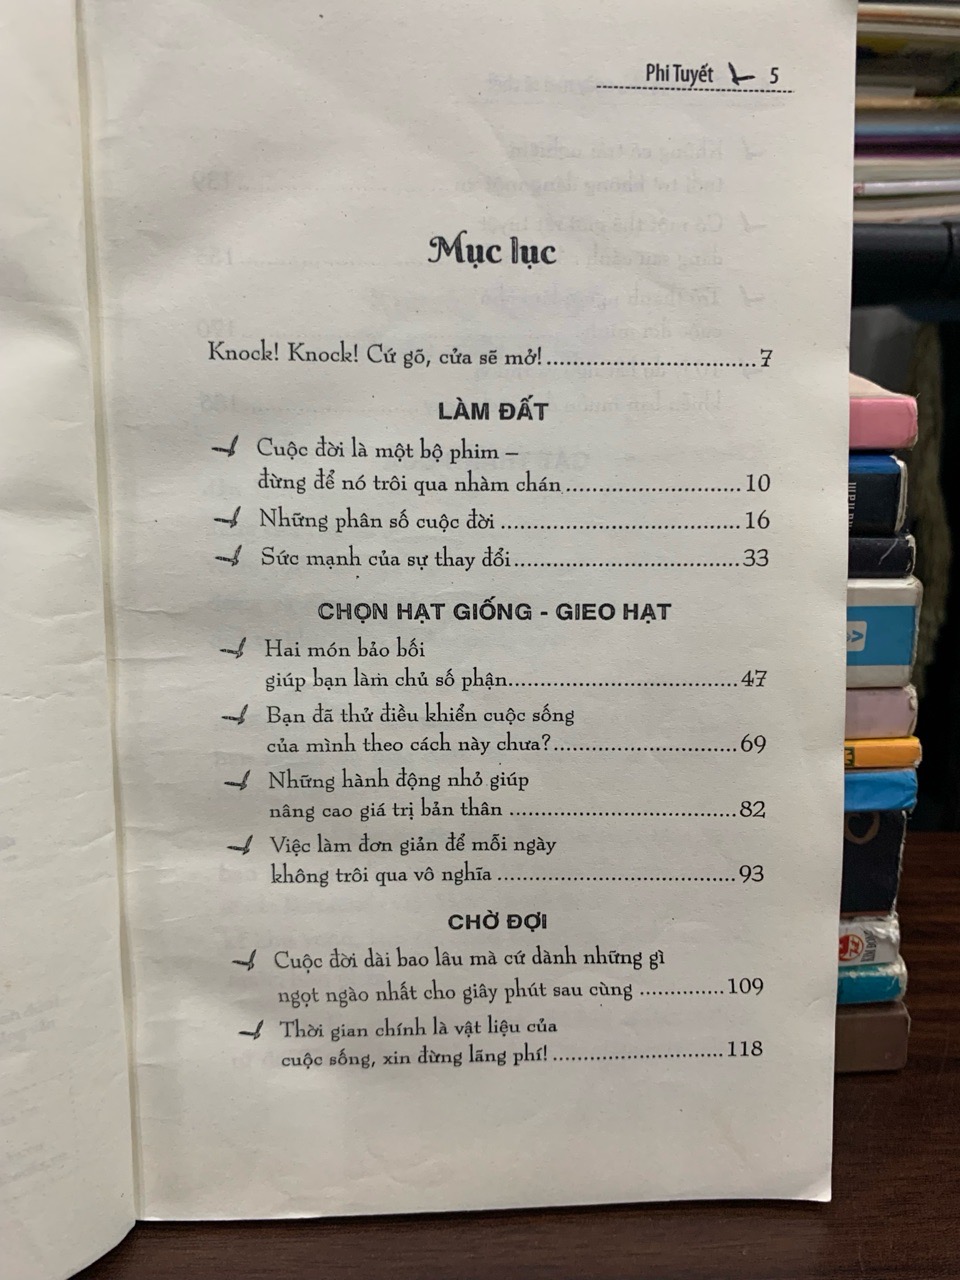 Phi Tuyết 5
Mục lục
Knock! Knock! Cứ gõ, cửa sẽ mở!..............................7
LÀM ĐẤT
Cuộc đời là một bộ phim –
đừng để nó trôi qua nhàm chán.........................10
Những phân số cuộc đời ..................................16
Sức mạnh của sự thay đổi................................33
CHỌN HẠT GIỐNG - GIEO HẠT
Hai món bảo bối
giúp bạn làm chủ số phận.................................47
Bạn đã thử điều khiển cuộc sống
của mình theo cách này chưa?..........................69
Những hành động nhỏ giúp
nâng cao giá trị bản thân ................................82
Việc làm đơn giản để mỗi ngày
không trôi qua vô nghĩa ..................................93
CHỜ ĐỢI
Cuộc đời dài bao lâu mà cứ dành những gì
ngọt ngào nhất cho giây phút sau cùng ............109
Thời gian chính là vật liệu của
cuộc sống, xin đừng lãng phí!........................118